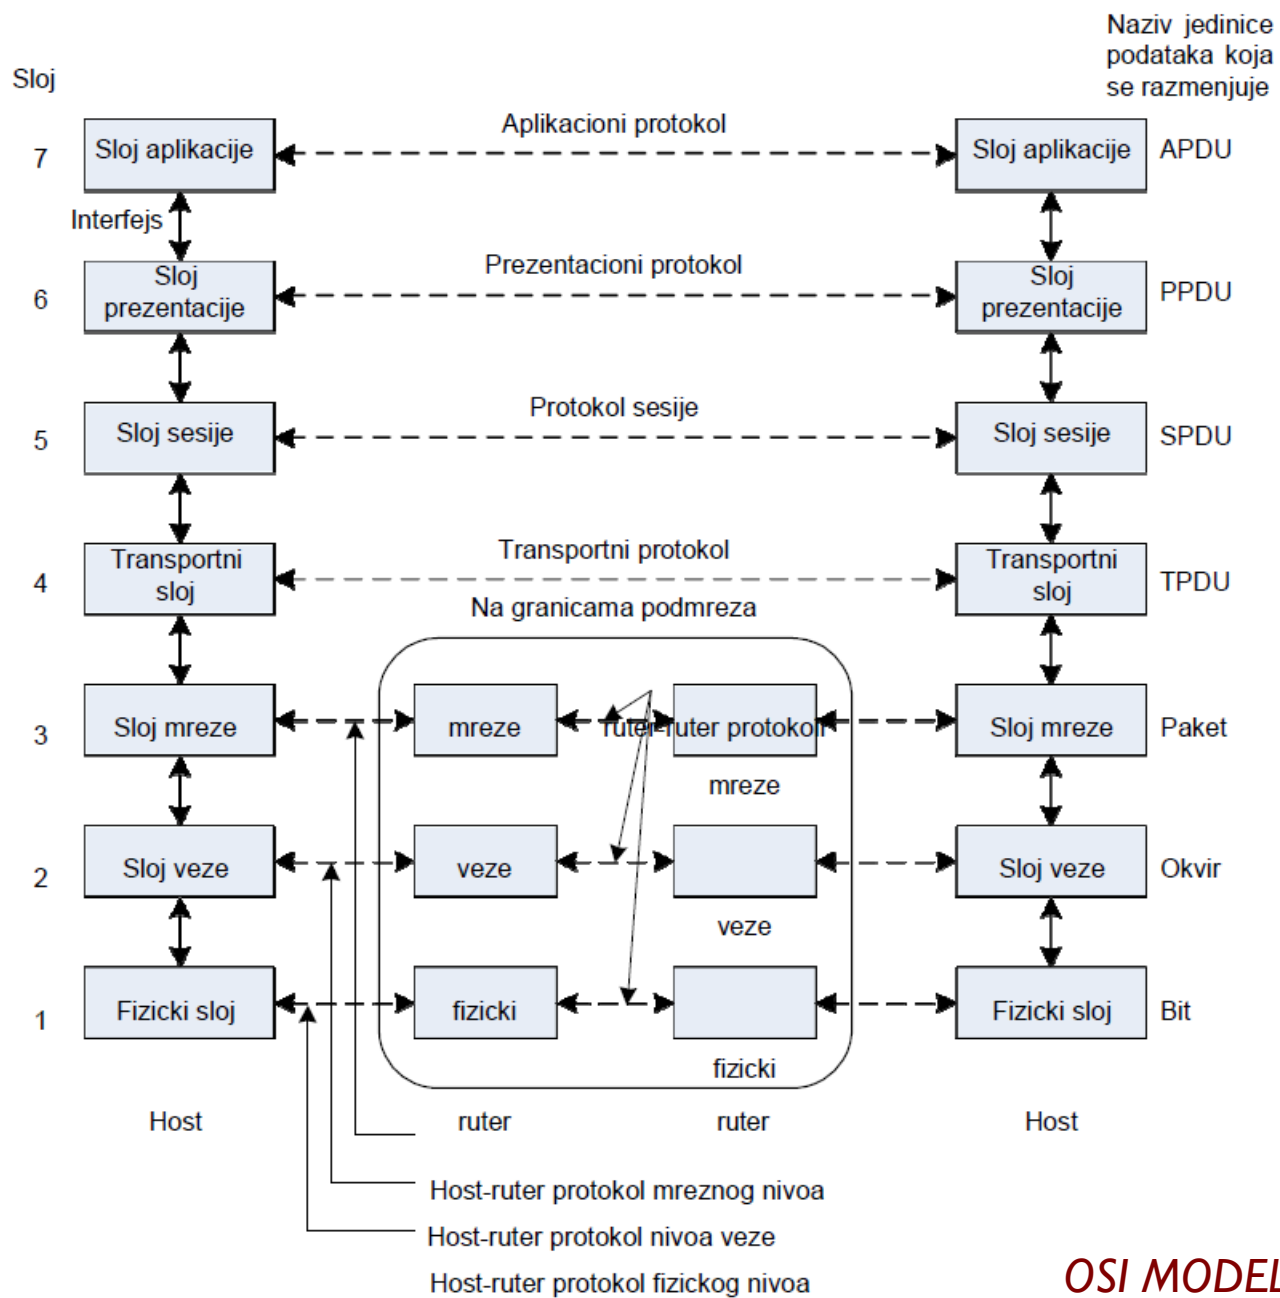 Naziv jedinice
podataka koja
se razmenjuje
Sloj
Aplikacioni protokol
7
Sloj aplikacije
Sloj aplikacije
APDU
Interfejs
Prezentacioni protokol
6
Sloj
prezentacije
Sloj
prezentacije
PPDU
Protokol sesije
5
Sloj sesije
Sloj sesije
SPDU
Transportni protokol
4
Transportni
sloj
Transportni
sloj
TPDU
Na granicama podmreza
3
Sloj mreze
mreze
ruter-ruter protokoli
mreze
Sloj mreze
Paket
2
Sloj veze
veze
veze
Sloj veze
Okvir
1
Fizicki sloj
fizicki
fizicki
Fizicki sloj
Bit
Host
ruter
ruter
Host
Host-ruter protokol mreznog nivoa
Host-ruter protokol nivoa veze
Host-ruter protokol fizickog nivoa
OSI MODEL